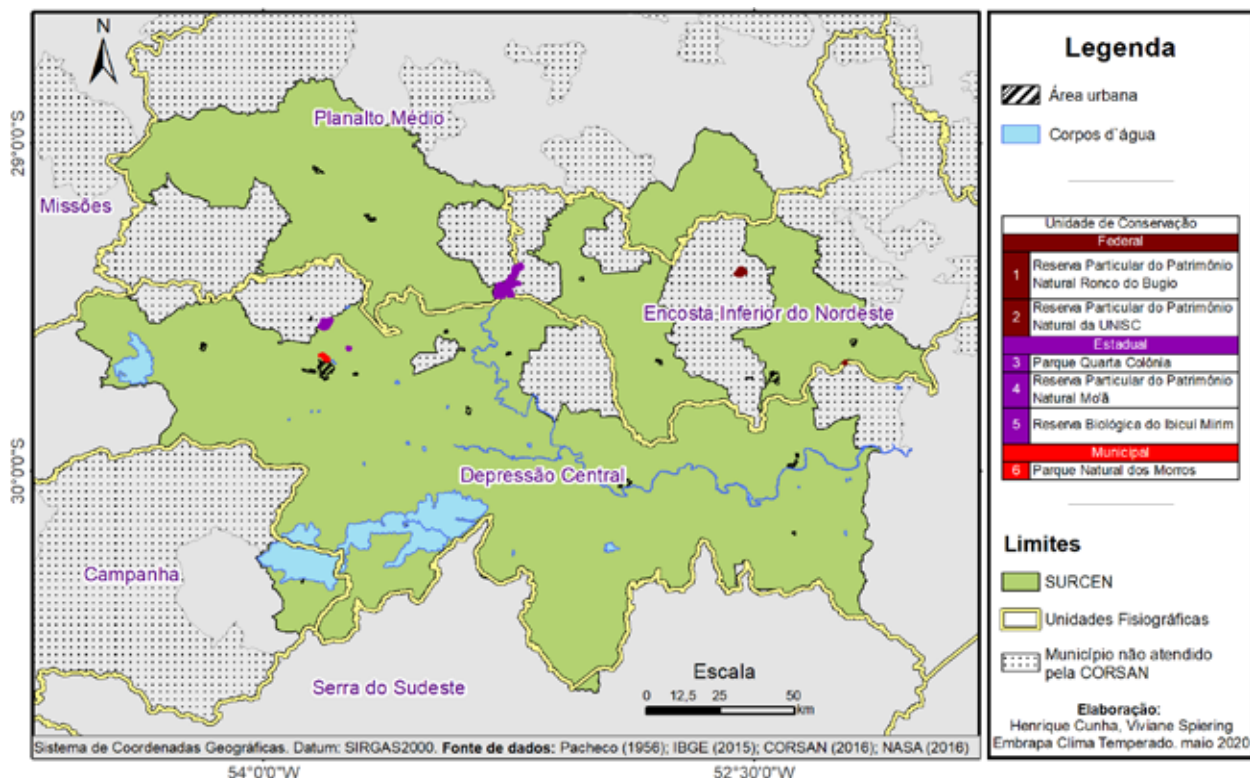 N
Planalto Médio
29°0'0"S
Missões
Encosta Inferior do Nordeste
30°0'0"S
Depressão Central
Campanha
Serra do Sudeste
Escala
0 12,5 25 50
km
Sistema de Coordenadas Geográficas. Datum: SIRGAS2000. Fonte de dados: Pacheco (1956); IBGE (2015); CORSAN (2016); NASA (2016)
54°0'0"W
52°30'0"W
Legenda
Área urbana
Corpos d`água
Unidade de Conservação
Federal
1 Reserva Particular do Patrimônio
Natural Ronco do Bugio
2 Reserva Particular do Patrimônio
Natural da UNISC
Estadual
3 Parque Quarta Colônia
4 Reserva Particular do Patrimônio
Natural Mo'ã
5 Reserva Biológica do Ibicuí Mirim
Municipal
6 Parque Natural dos Morros
Limites
SURCEN
Unidades Fisiográficas
Município não atendido
pela CORSAN
Elaboração:
Henrique Cunha, Viviane Spiering
Embrapa Clima Temperado. maio 2020